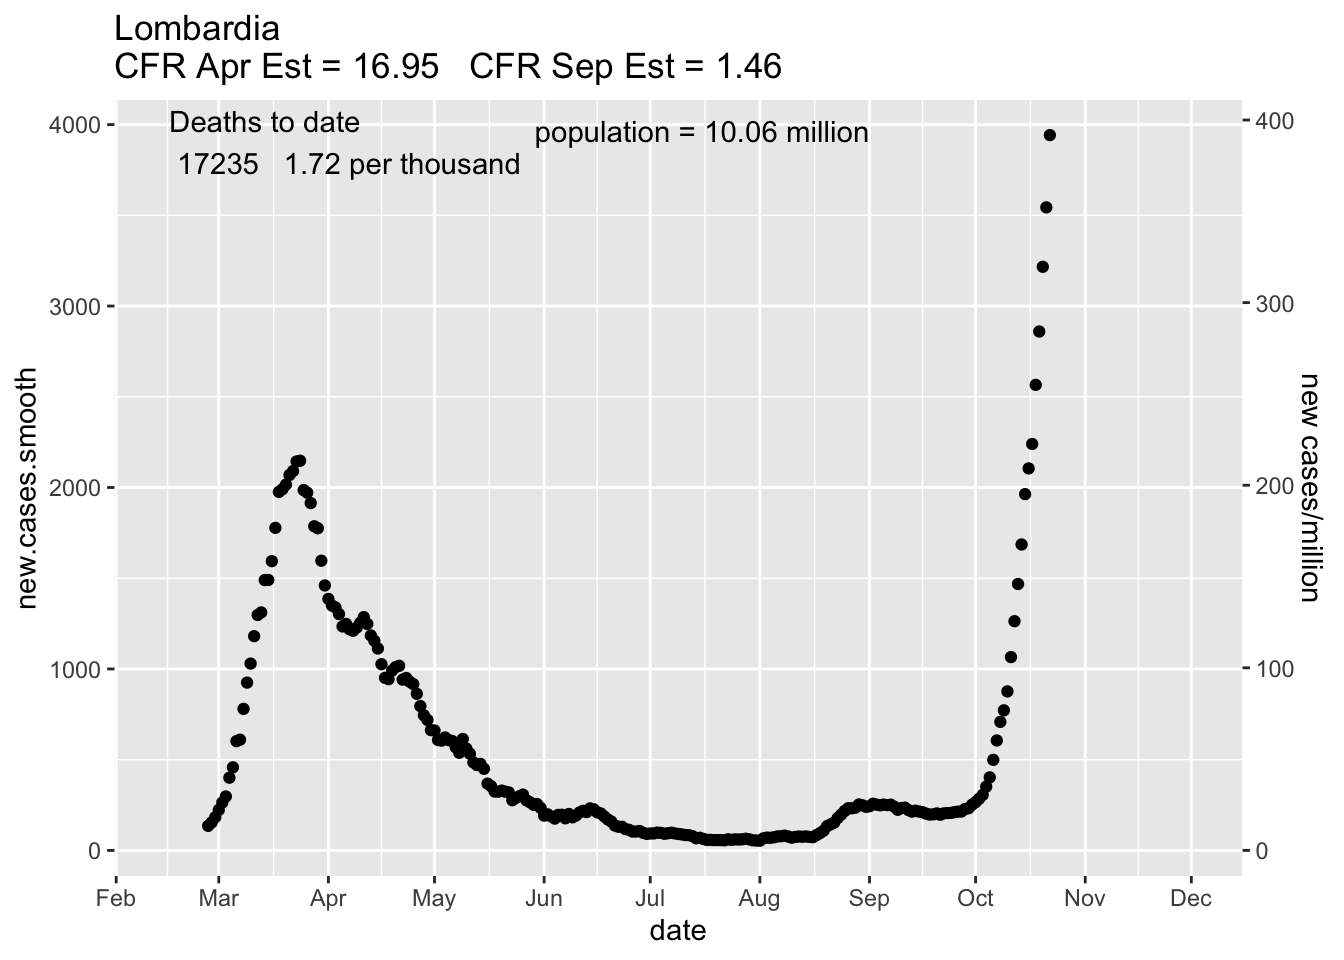 Lombardia
CFR Apr Est = 16.95   CFR Sep Est = 1.46
Deaths to date
17235   1.72 per thousand
population = 10.06 million
4000
3000
2000
1000
0
new.cases.smooth
400
300
200
100
0
new cases/million
Feb Mar Apr May Jun Jul Aug Sep Oct Nov Dec
date